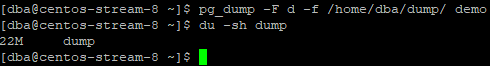 [dba@centos-stream-8 ~]$ pg_dump -F d -f /home/dba/dump/ demo
[dba@centos-stream-8 ~]$ du -sh dump
22M     dump
[dba@centos-stream-8 ~]$